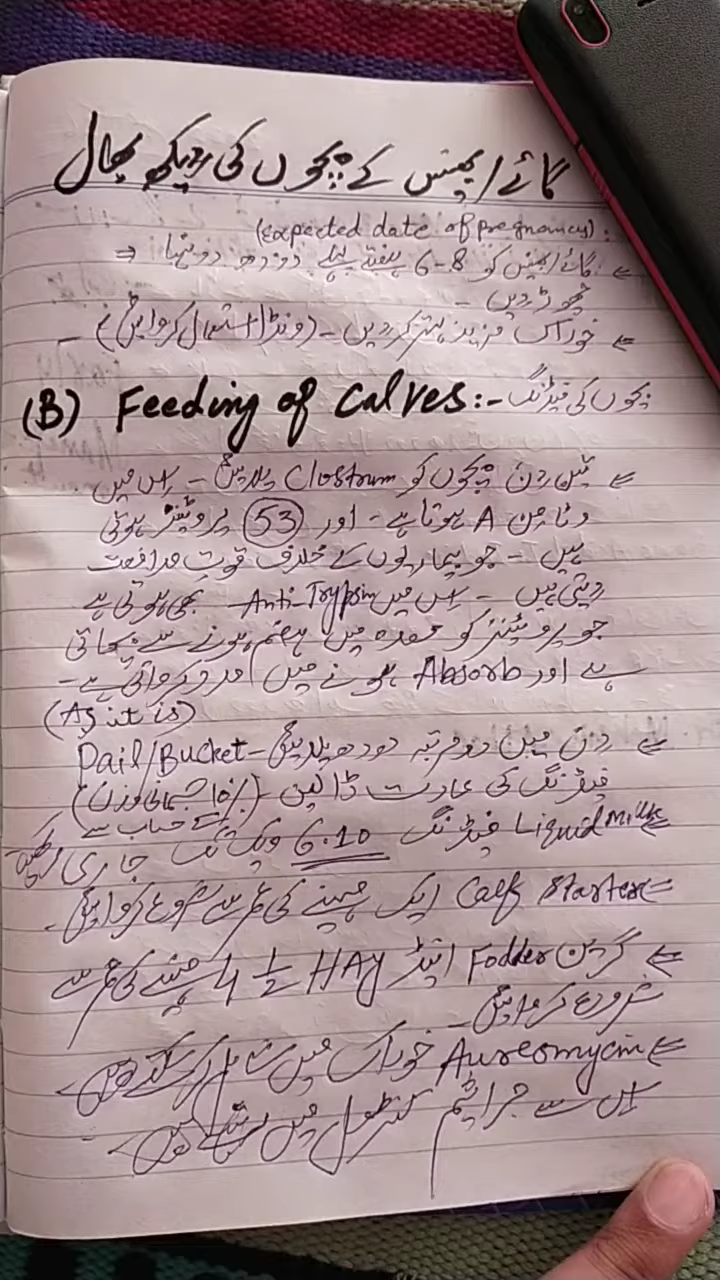 گائے / بھینس کے بچوں کی دیکھ بھال
(expected date of pregnancy):
گائے / بھینس کو 8-6 ہفتے پہلے دودھ دوہنا ⇒
چھوڑ دیں -
⇐ خوراک مزید بہتر کر دیں - (ونڈا استعمال کروائیں) -
(B) Feeding of Calves:- بچوں کی فیڈنگ
⇐ تین دن بچوں کو Clostrum پلائیں - اس میں
وٹامن A ہوتا ہے - اور (53) پروٹینز ہوتی
ہیں - جو بیماریوں کے خلاف قوتِ مدافعت
دیتی ہیں - اس میں Anti-Trypsin بھی ہوتی ہے
جو پروٹینز کو معدہ میں ہضم ہونے سے بچاتی
ہے اور Absorb ہونے میں مدد کرواتی ہے -
(As it is)
⇐ دن میں دو مرتبہ دودھ پلائیں - Pail/Bucket
فیڈنگ کی عادت ڈالیں (10% جسمانی وزن)
کے حساب سے
Liquid Milk فیڈنگ 6-10 ویک تک جاری رکھیں
⇐ Calf Starter ایک مہینے کی عمر سے شروع کروائیں -
⇐ گرین Fodder اینڈ HAy 4 ½ مہینے کی عمر سے
شروع کروائیں -
⇐ Aureomycin خوراک میں شامل کر سکتے ہیں -
اس سے جراثیم کنٹرول میں رہتے ہیں -